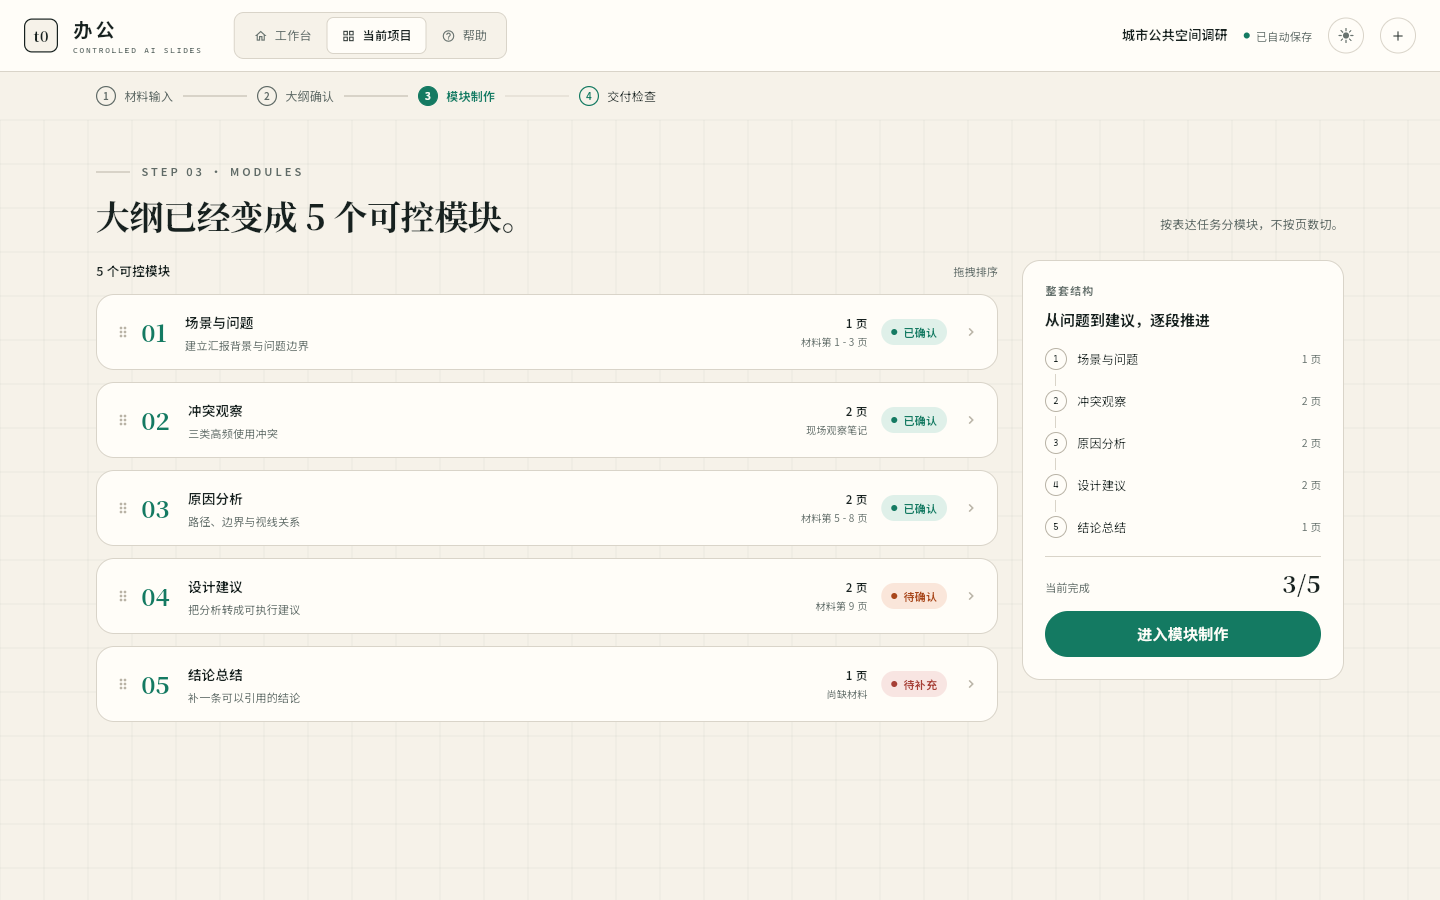 t0
办公
CONTROLLED AI SLIDES
工作台
当前项目
帮助
城市公共空间调研
已自动保存
1 材料输入
2 大纲确认
3 模块制作
4 交付检查
STEP 03 · MODULES
大纲已经变成 5 个可控模块。
按表达任务分模块，不按页数切。
5 个可控模块
拖拽排序
01
场景与问题
建立汇报背景与问题边界
1 页
材料第 1 - 3 页
已确认
02
冲突观察
三类高频使用冲突
2 页
现场观察笔记
已确认
03
原因分析
路径、边界与视线关系
2 页
材料第 5 - 8 页
已确认
04
设计建议
把分析转成可执行建议
2 页
材料第 9 页
待确认
05
结论总结
补一条可以引用的结论
1 页
尚缺材料
待补充
整套结构
从问题到建议，逐段推进
1 场景与问题 1 页
2 冲突观察 2 页
3 原因分析 2 页
4 设计建议 2 页
5 结论总结 1 页
当前完成 3/5
进入模块制作